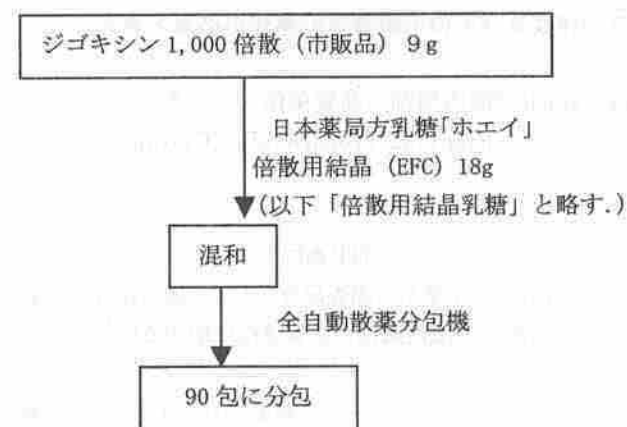 ジゴキシン 1,000 倍散（市販品）９g
日本薬局方乳糖「ホエイ」
倍散用結晶（EFC）18g
(以下「倍散用結晶乳糖」と略す.)
混和
全自動散薬分包機
90 包に分包